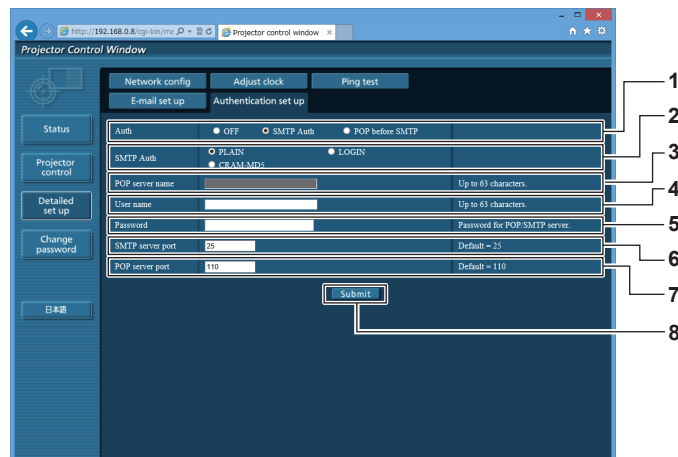 http://192.168.0.8/cgi-bin/ma
Projector control window
Projector Control Window
Network config
Adjust clock
Ping test
E-mail set up
Authentication set up
Status
Projector control
Detailed set up
Change password
日本語
Auth OFF SMTP Auth POP before SMTP
1
SMTP Auth PLAIN LOGIN
CRAM-MD5
2
POP server name Up to 63 characters.
3
User name Up to 63 characters.
4
Password Password for POP/SMTP server.
5
SMTP server port 25 Default = 25
6
POP server port 110 Default = 110
7
Submit
8